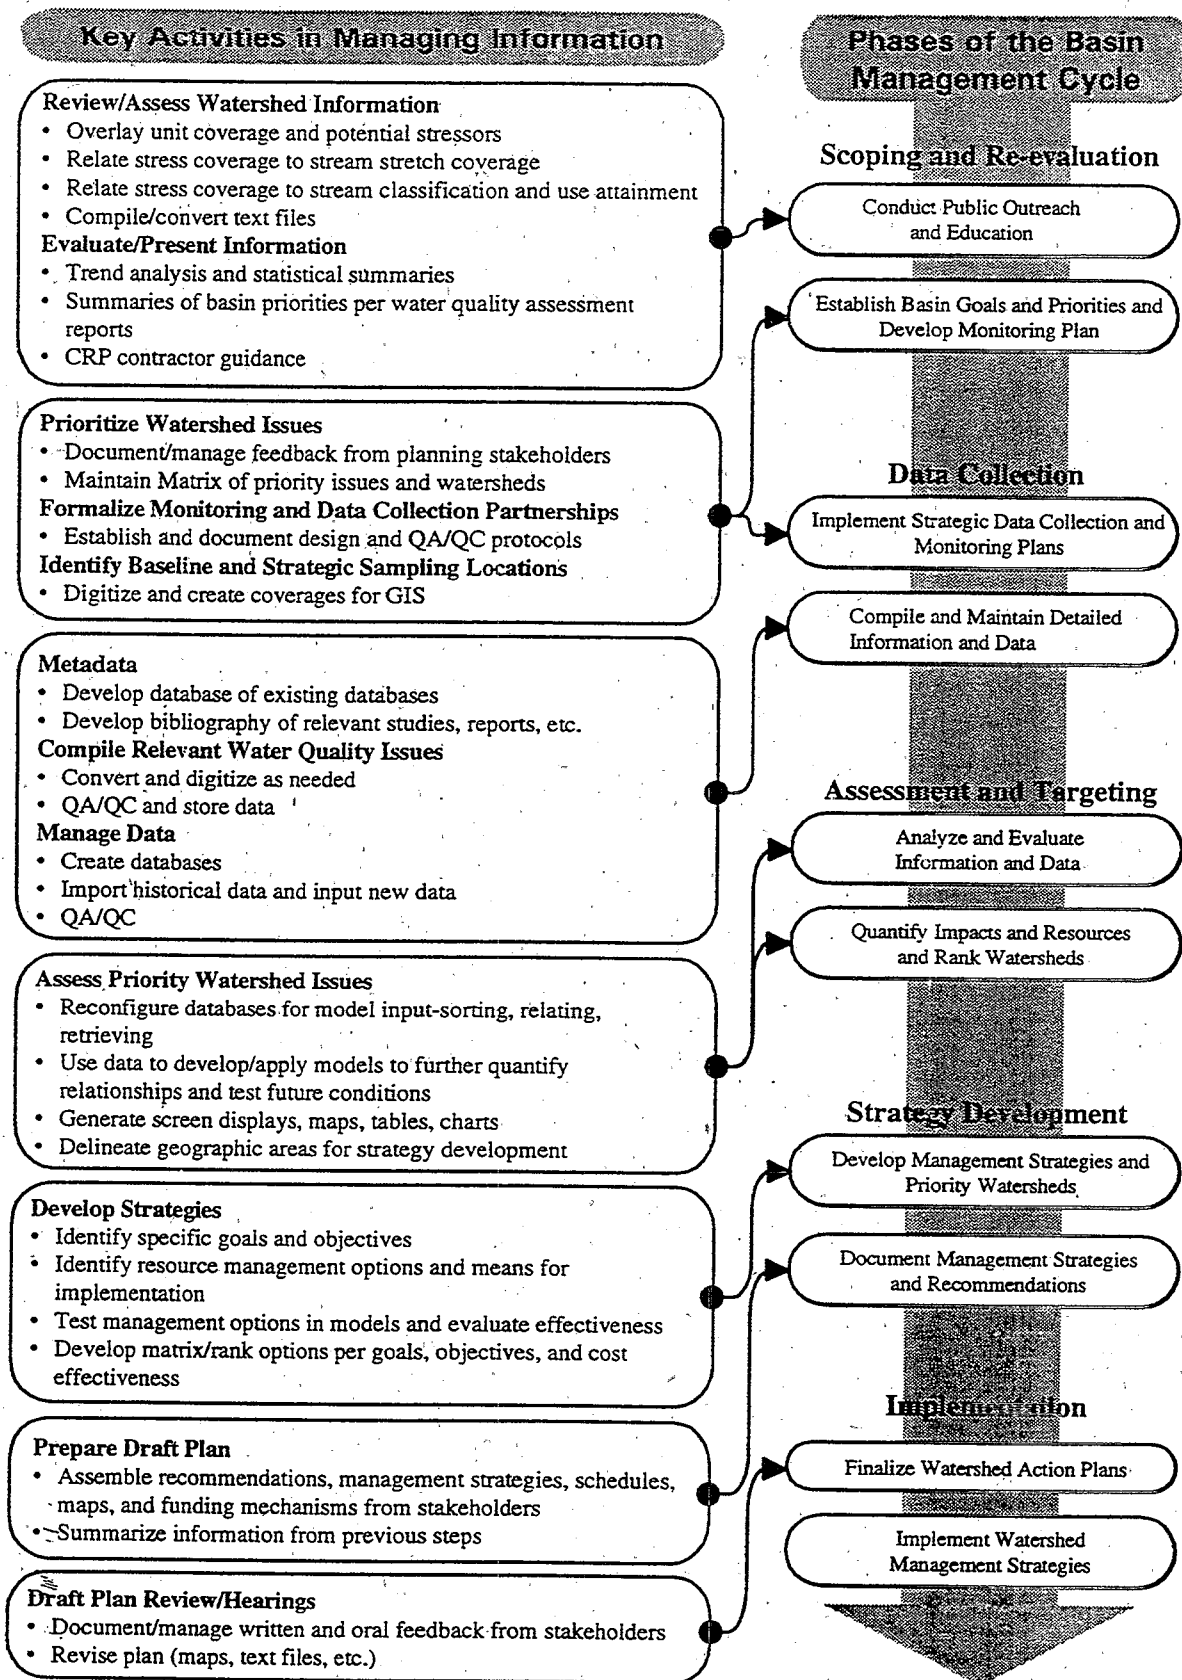 Key Activities in Managing Information
Review/Assess Watershed Information
• Overlay unit coverage and potential stressors
• Relate stress coverage to stream stretch coverage
• Relate stress coverage to stream classification and use attainment
• Compile/convert text files
Evaluate/Present Information
• Trend analysis and statistical summaries
• Summaries of basin priorities per water quality assessment
reports
• CRP contractor guidance
Prioritize Watershed Issues
• Document/manage feedback from planning stakeholders
• Maintain Matrix of priority issues and watersheds
Formalize Monitoring and Data Collection Partnerships
• Establish and document design and QA/QC protocols
Identify Baseline and Strategic Sampling Locations
• Digitize and create coverages for GIS
Metadata
• Develop database of existing databases
• Develop bibliography of relevant studies, reports, etc.
Compile Relevant Water Quality Issues
• Convert and digitize as needed
• QA/QC and store data
Manage Data
• Create databases
• Import historical data and input new data
• QA/QC
Assess Priority Watershed Issues
• Reconfigure databases for model input-sorting, relating,
retrieving
• Use data to develop/apply models to further quantify
relationships and test future conditions
• Generate screen displays, maps, tables, charts
• Delineate geographic areas for strategy development
Develop Strategies
• Identify specific goals and objectives
• Identify resource management options and means for
implementation
• Test management options in models and evaluate effectiveness
• Develop matrix/rank options per goals, objectives, and cost
effectiveness
Prepare Draft Plan
• Assemble recommendations, management strategies, schedules,
maps, and funding mechanisms from stakeholders
• Summarize information from previous steps
Draft Plan Review/Hearings
• Document/manage written and oral feedback from stakeholders
• Revise plan (maps, text files, etc.)
Phases of the Basin
Management Cycle
Scoping and Re-evaluation
Conduct Public Outreach
and Education
Establish Basin Goals and Priorities and
Develop Monitoring Plan
Data Collection
Implement Strategic Data Collection and
Monitoring Plans
Compile and Maintain Detailed
Information and Data
Assessment and Targeting
Analyze and Evaluate
Information and Data
Quantify Impacts and Resources
and Rank Watersheds
Strategy Development
Develop Management Strategies and
Priority Watersheds
Document Management Strategies
and Recommendations
Implementation
Finalize Watershed Action Plans
Implement Watershed
Management Strategies